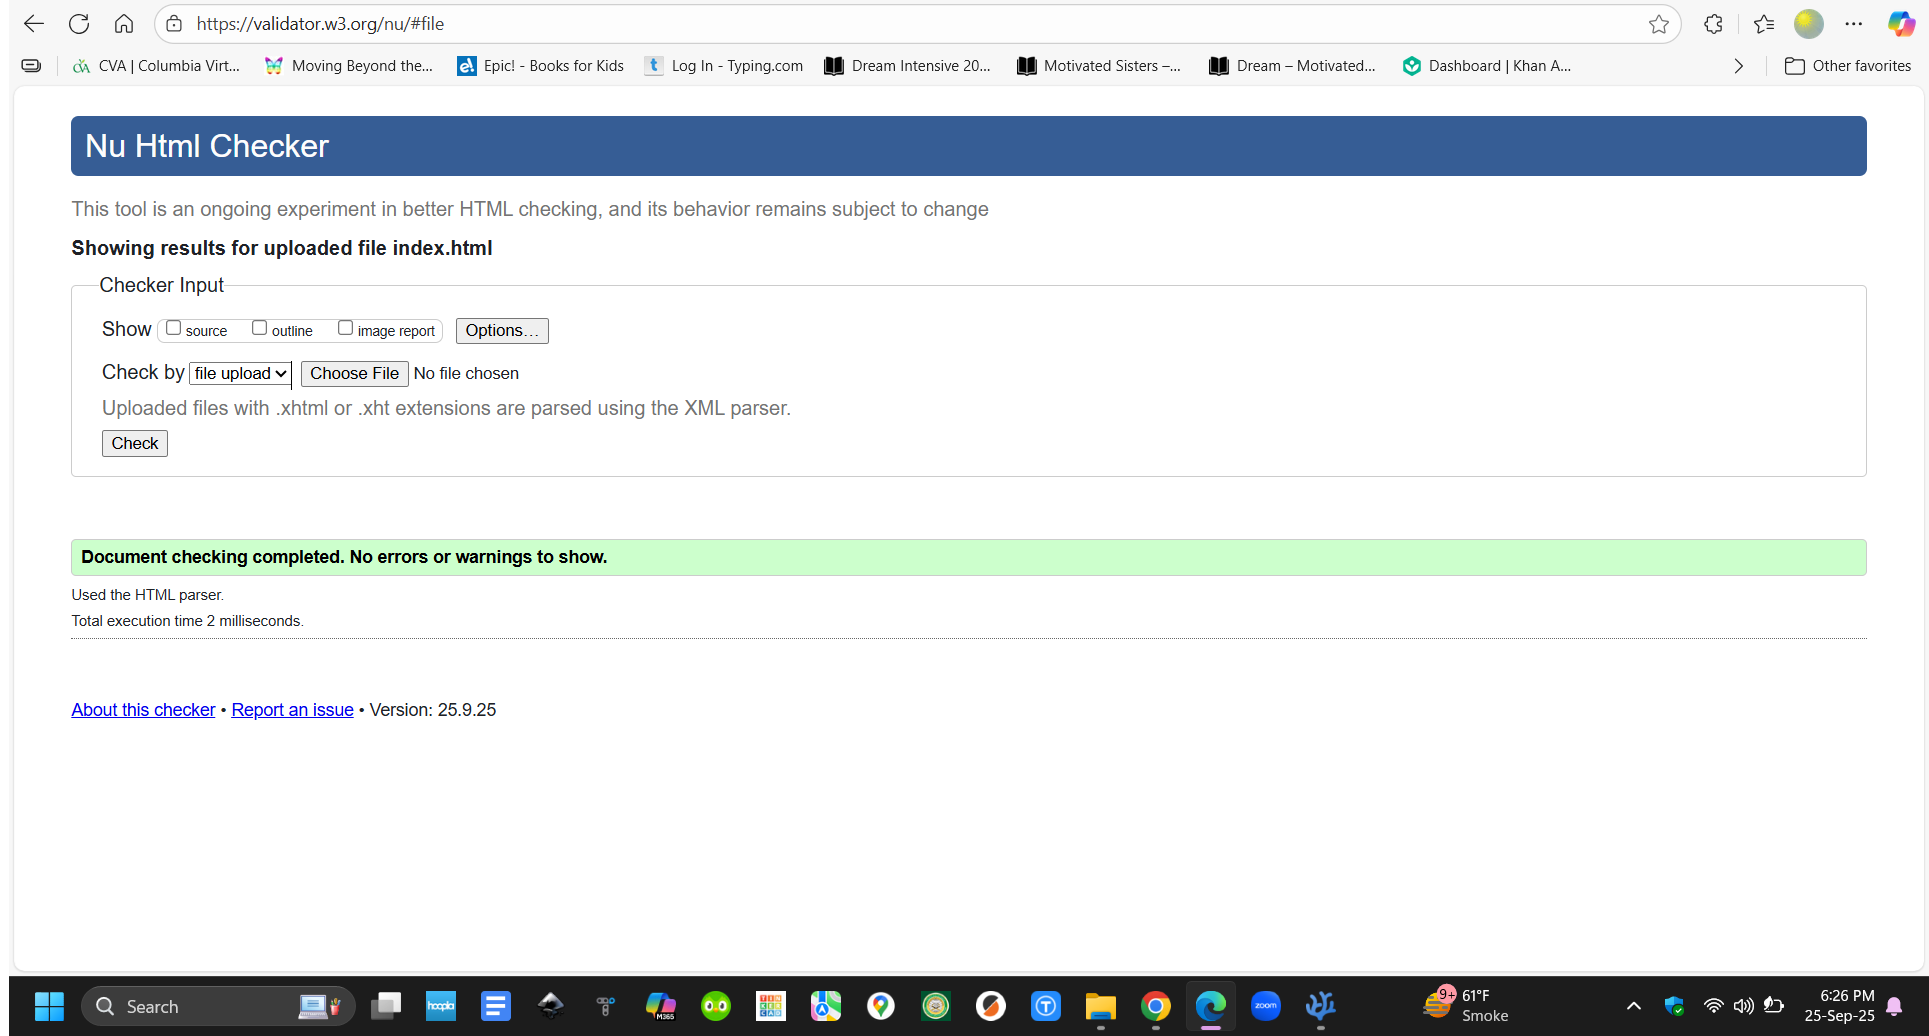 https://validator.w3.org/nu/#file
CVA | Columbia Virt... Moving Beyond the... Epic! - Books for Kids Log In - Typing.com Dream Intensive 20... Motivated Sisters –... Dream – Motivated... Dashboard | Khan A... Other favorites
Nu Html Checker
This tool is an ongoing experiment in better HTML checking, and its behavior remains subject to change
Showing results for uploaded file index.html
Checker Input
Show source outline image report Options...
Check by file upload Choose File No file chosen
Uploaded files with .xhtml or .xht extensions are parsed using the XML parser.
Check
Document checking completed. No errors or warnings to show.
Used the HTML parser.
Total execution time 2 milliseconds.
About this checker • Report an issue • Version: 25.9.25
Search hoopla M365 TINKERCAD zoom 9+ 61°F 6:26 PM
Smoke 25-Sep-25